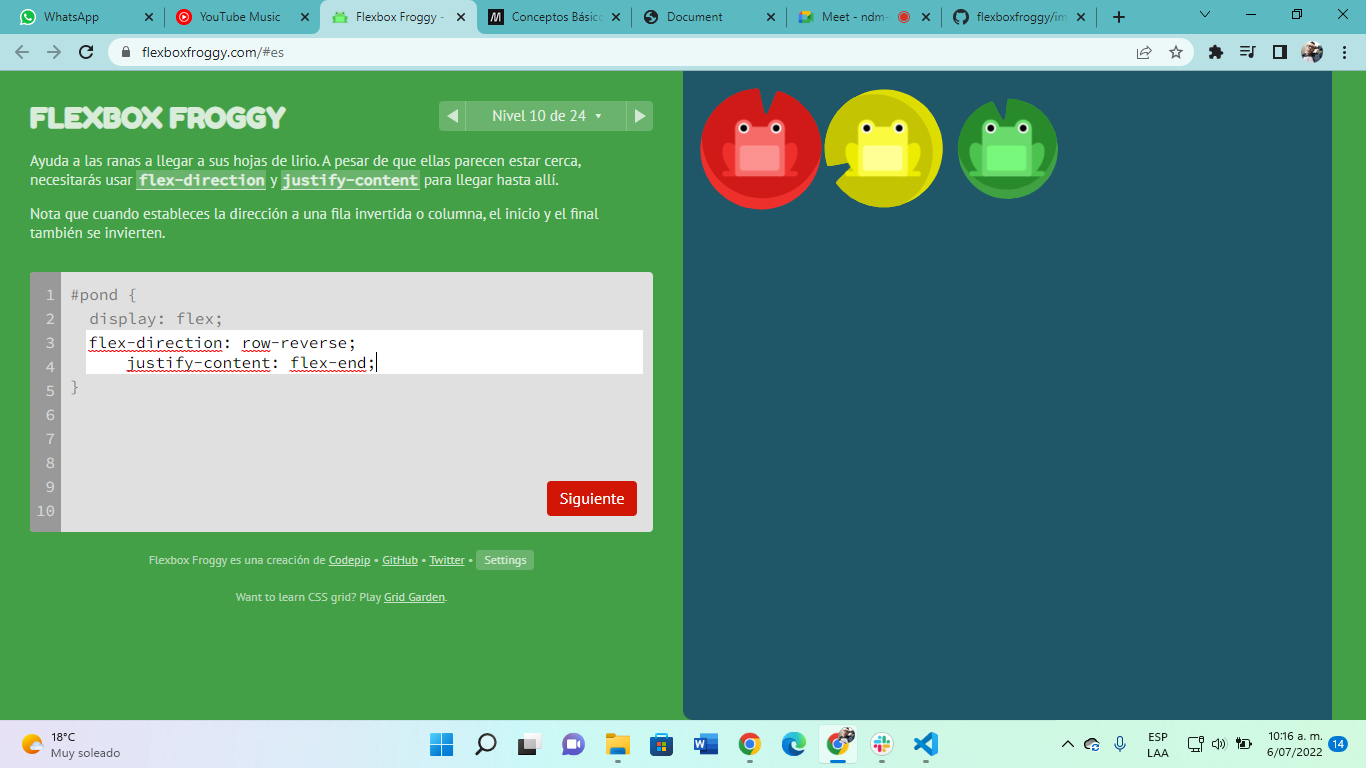 WhatsApp
YouTube Music
Flexbox Froggy -
Conceptos Básico
Document
Meet - ndm-
flexboxfroggy/im
flexboxfroggy.com/#es
FLEXBOX FROGGY
Nivel 10 de 24
Ayuda a las ranas a llegar a sus hojas de lirio. A pesar de que ellas parecen estar cerca,
necesitarás usar flex-direction y justify-content para llegar hasta allí.
Nota que cuando estableces la dirección a una fila invertida o columna, el inicio y el final
también se invierten.
1 #pond {
2 display: flex;
3 flex-direction: row-reverse;
4 justify-content: flex-end;
5 }
6
7
8
9
10
Siguiente
Flexbox Froggy es una creación de Codepip • GitHub • Twitter • Settings
Want to learn CSS grid? Play Grid Garden.
18°C
Muy soleado
ESP
LAA
10:16 a. m.
6/07/2022
14